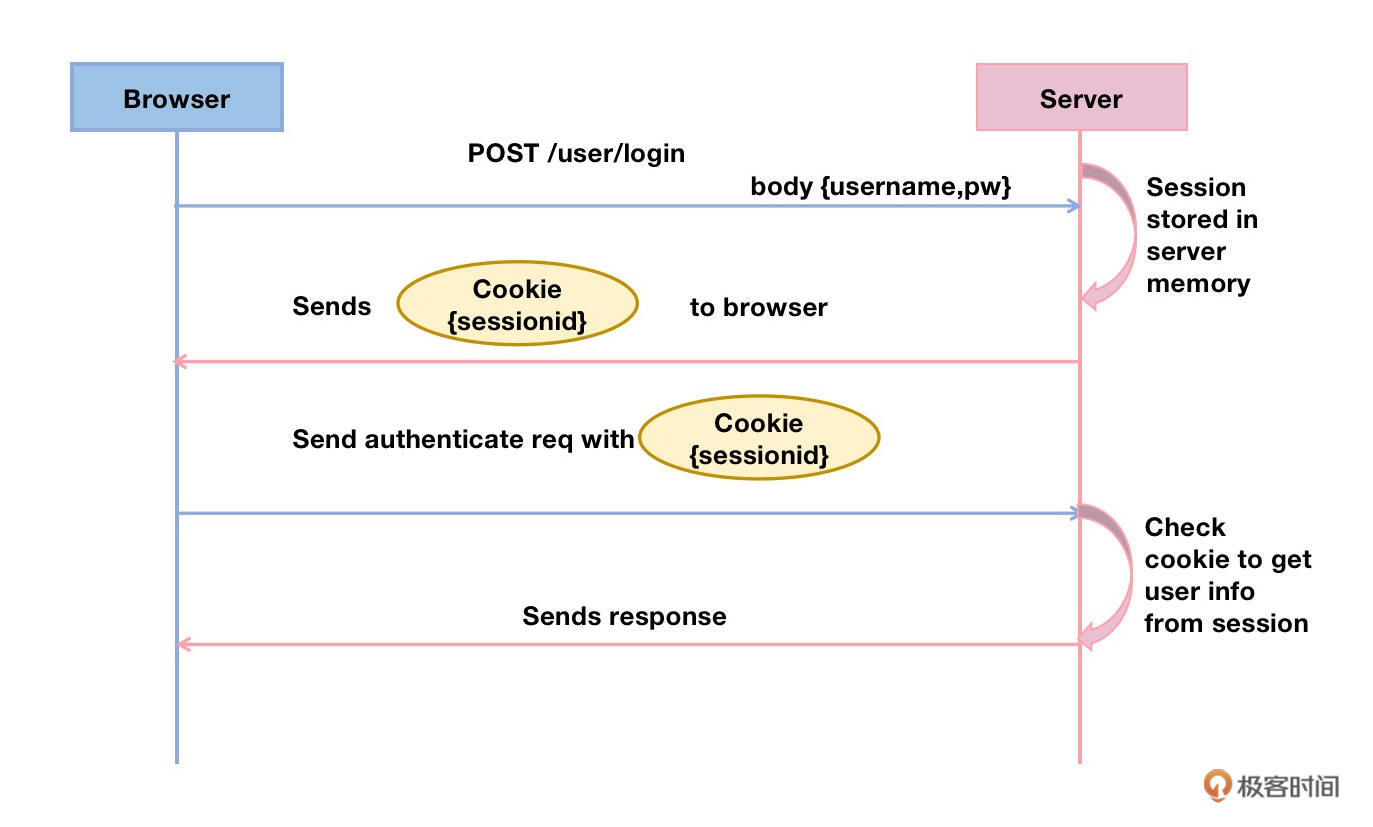 Browser
Server
POST /user/login
body {username,pw}
Session
stored in
server
memory
Sends
Cookie
{sessionid}
to browser
Send authenticate req with
Cookie
{sessionid}
Check
cookie to get
user info
from session
Sends response
极客时间